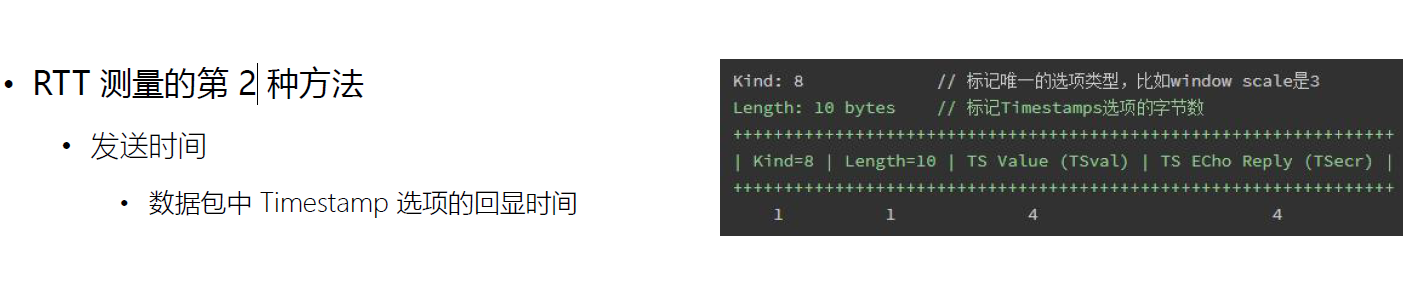 • RTT 测量的第 2 种方法
• 发送时间
• 数据包中 Timestamp 选项的回显时间
Kind: 8 // 标记唯一的选项类型，比如window scale是3
Length: 10 bytes // 标记Timestamps选项的字节数
+++++++++++++++++++++++++++++++++++++++++++++++++++++++++++++++++
| Kind=8 | Length=10 | TS Value (TSval) | TS ECho Reply (TSecr) |
+++++++++++++++++++++++++++++++++++++++++++++++++++++++++++++++++
1 1 4 4